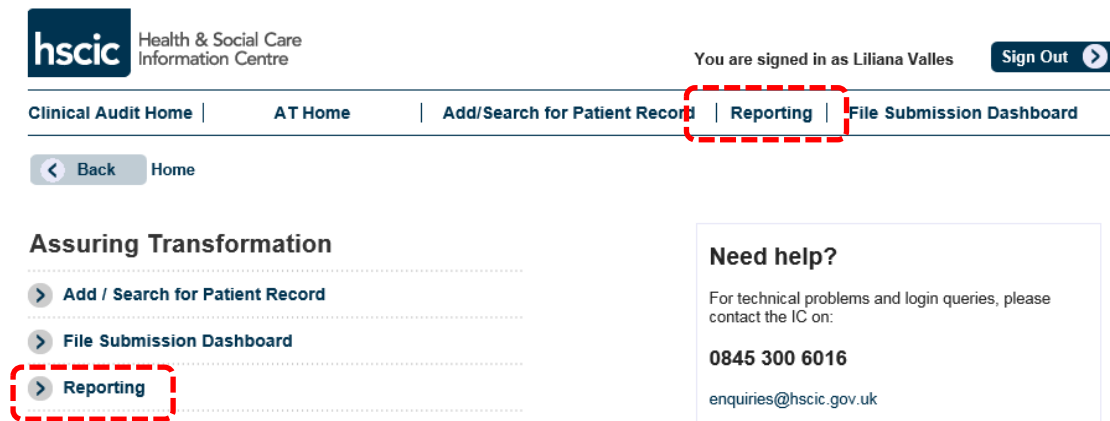 hscic Health & Social Care
Information Centre
You are signed in as Liliana Valles Sign Out
Clinical Audit Home | AT Home | Add/Search for Patient Record | Reporting | File Submission Dashboard
Back Home
Assuring Transformation
Add / Search for Patient Record
File Submission Dashboard
Reporting
Need help?
For technical problems and login queries, please
contact the IC on:
0845 300 6016
enquiries@hscic.gov.uk